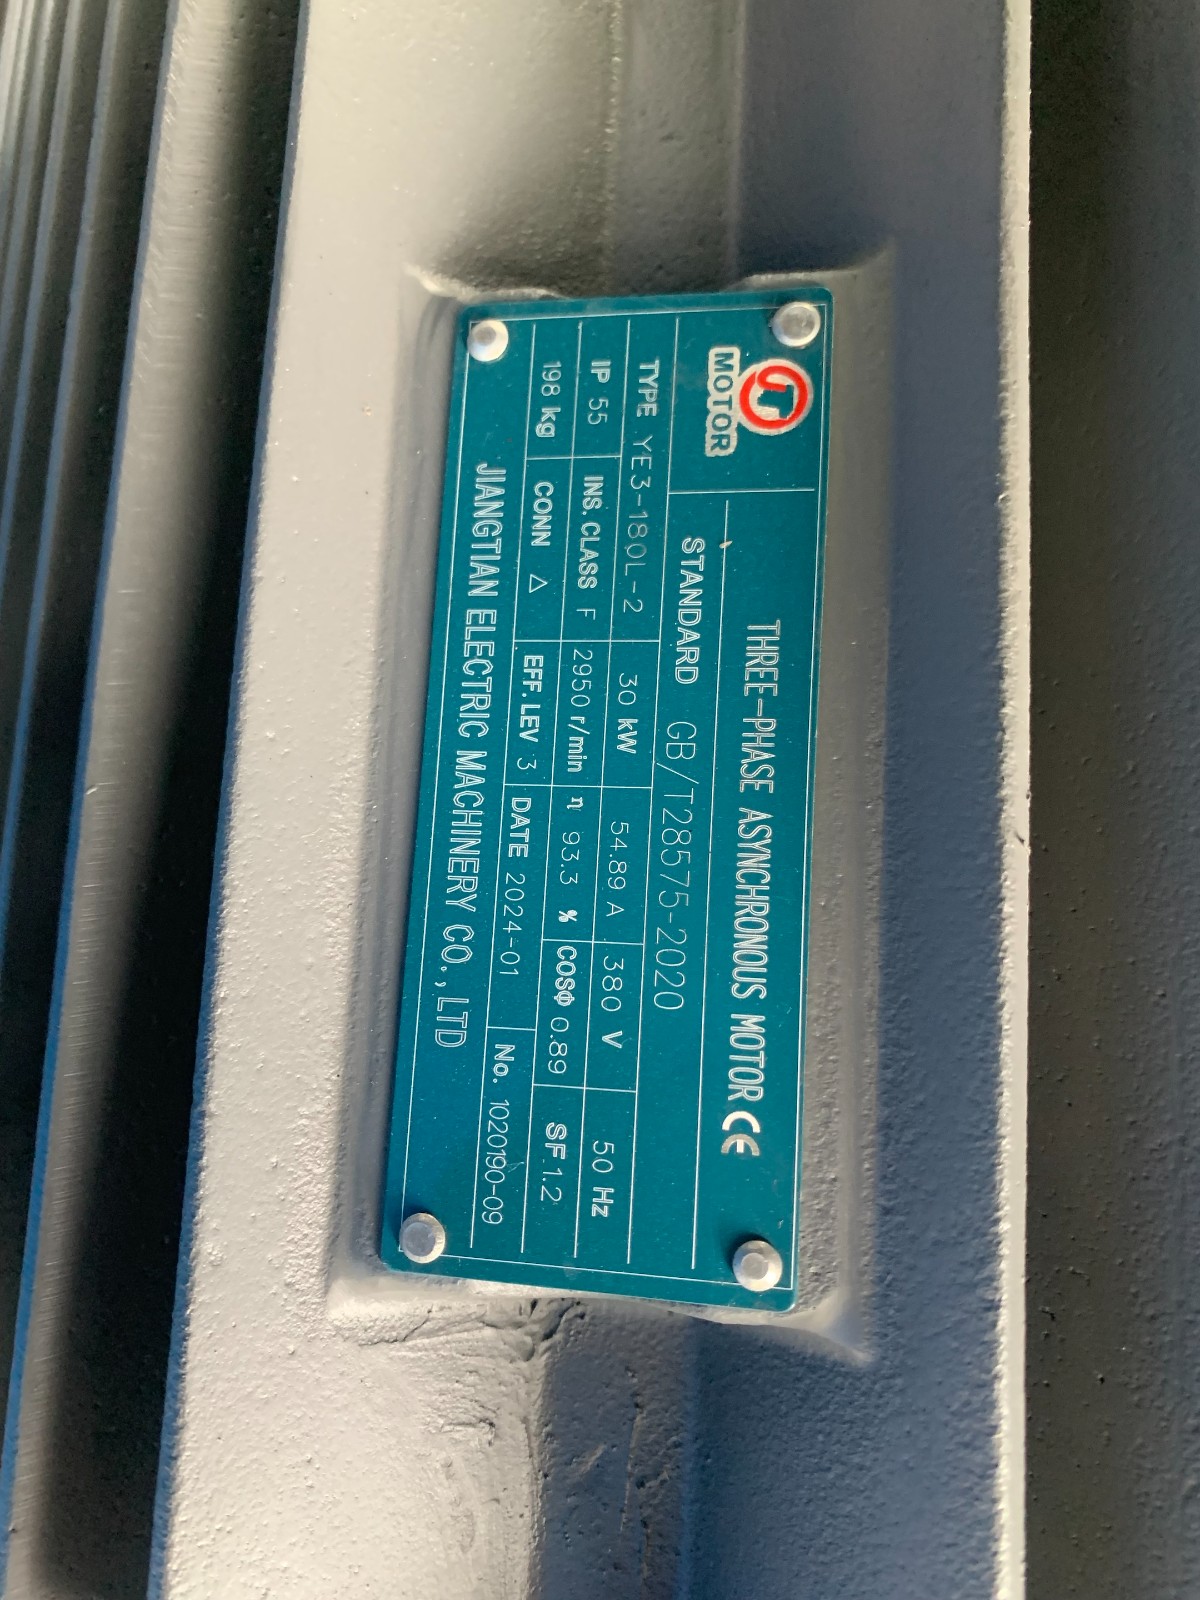 MOTOR
THREE-PHASE ASYNCHRONOUS MOTOR CE
STANDARD GB/T28575-2020
TYPE YE3-180L-2 30 kW 54.89 A 380 V 50 Hz
IP 55 INS.CLASS F 2950 r/min η 93.3 % COSΦ 0.89 SF 1.2
198 kg CONN △ EFF.LEV 3 DATE 2024-01 No. 1020190-09
JIANGTIAN ELECTRIC MACHINERY CO.,LTD